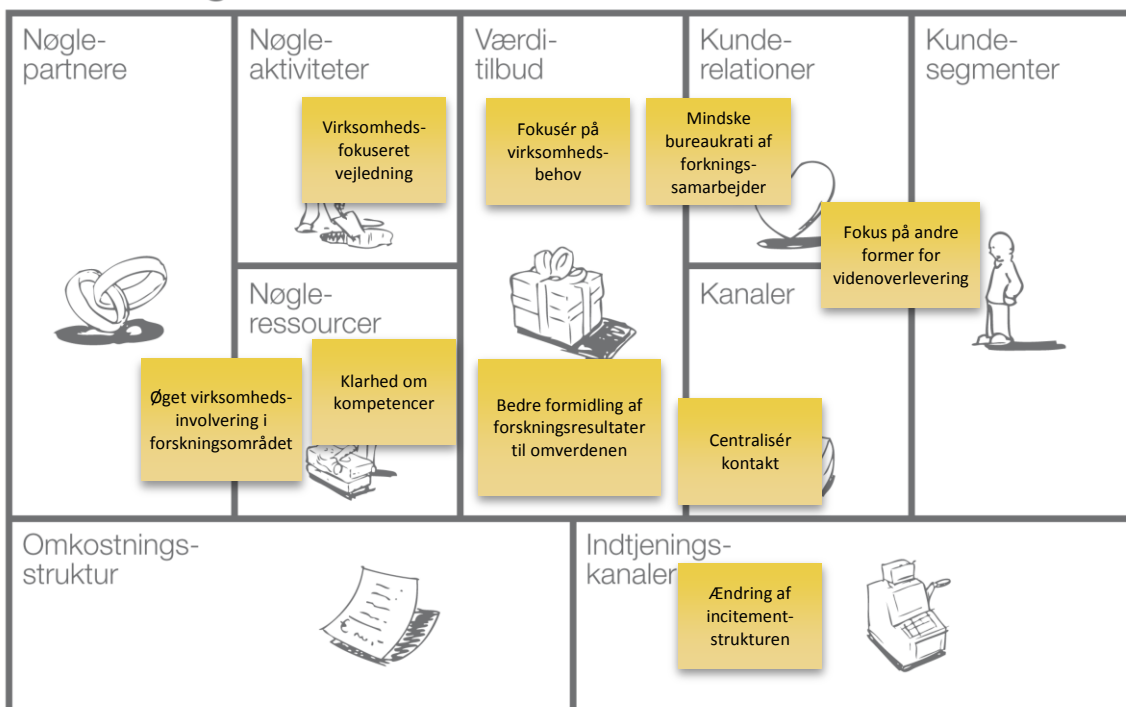 Nøgle-
partnere
Nøgle-
aktiviteter
Virksomheds-
fokuseret
vejledning
Nøgle-
ressourcer
Øget virksomheds-
involvering i
forskningsområdet
Klarhed om
kompetencer
Værdi-
tilbud
Fokusér på
virksomheds-
behov
Bedre formidling af
forskningsresultater
til omverdenen
Kunde-
relationer
Mindske
bureaukrati af
forknings-
samarbejder
Kanaler
Centralisér
kontakt
Kunde-
segmenter
Fokus på andre
former for
videnoverlevering
Omkostnings-
struktur
Indtjenings-
kanaler
Ændring af
incitement-
strukturen